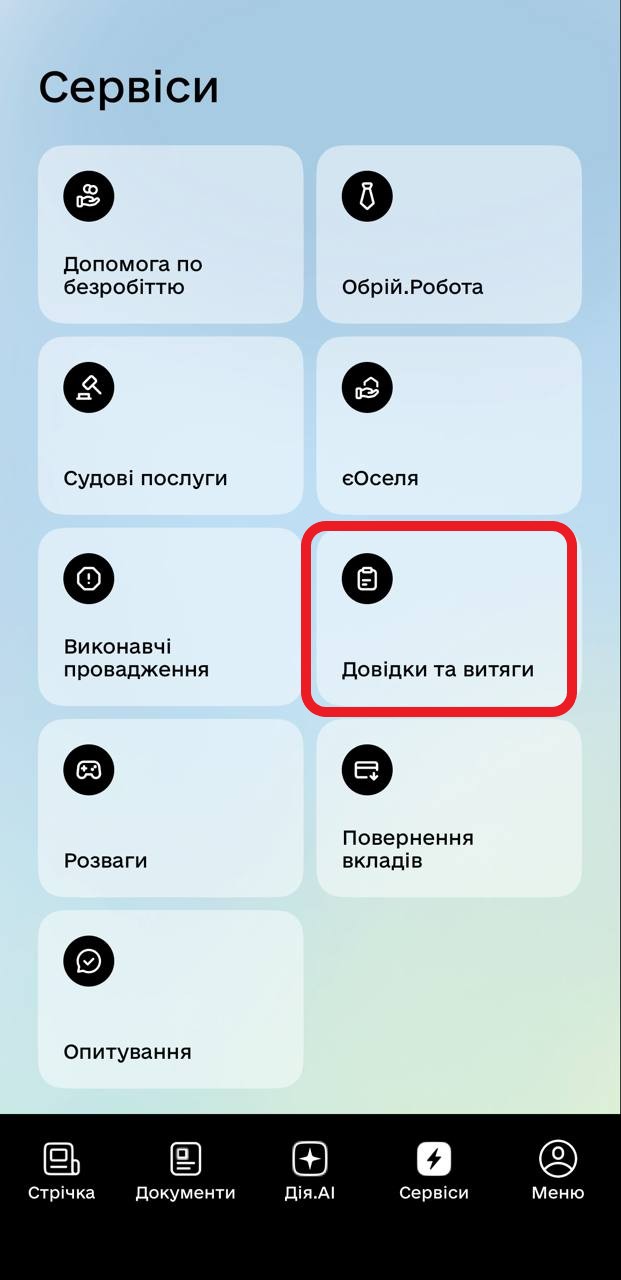 Сервіси
Допомога по
безробіттю
Обрій.Робота
Судові послуги
єОселя
Виконавчі
провадження
Довідки та витяги
Розваги
Повернення
вкладів
Опитування
Стрічка
Документи
Дія.AI
Сервіси
Меню